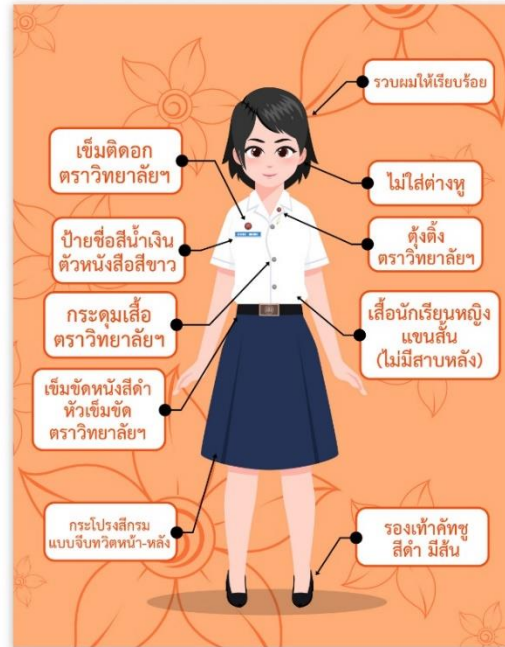 รวบผมให้เรียบร้อย
เข็มติดอก
ตราวิทยาลัยฯ
ไม่ใส่ต่างหู
ป้ายชื่อสีน้ำเงิน
ตัวหนังสือสีขาว
ตุ้งติ้ง
ตราวิทยาลัยฯ
กระดุมเสื้อ
ตราวิทยาลัยฯ
เสื้อนักเรียนหญิง
แขนสั้น
(ไม่มีสาบหลัง)
เข็มขัดหนังสีดำ
หัวเข็มขัด
ตราวิทยาลัยฯ
กระโปรงสีกรม
แบบจีบทวิตหน้า-หลัง
รองเท้าคัทชู
สีดำ มีส้น